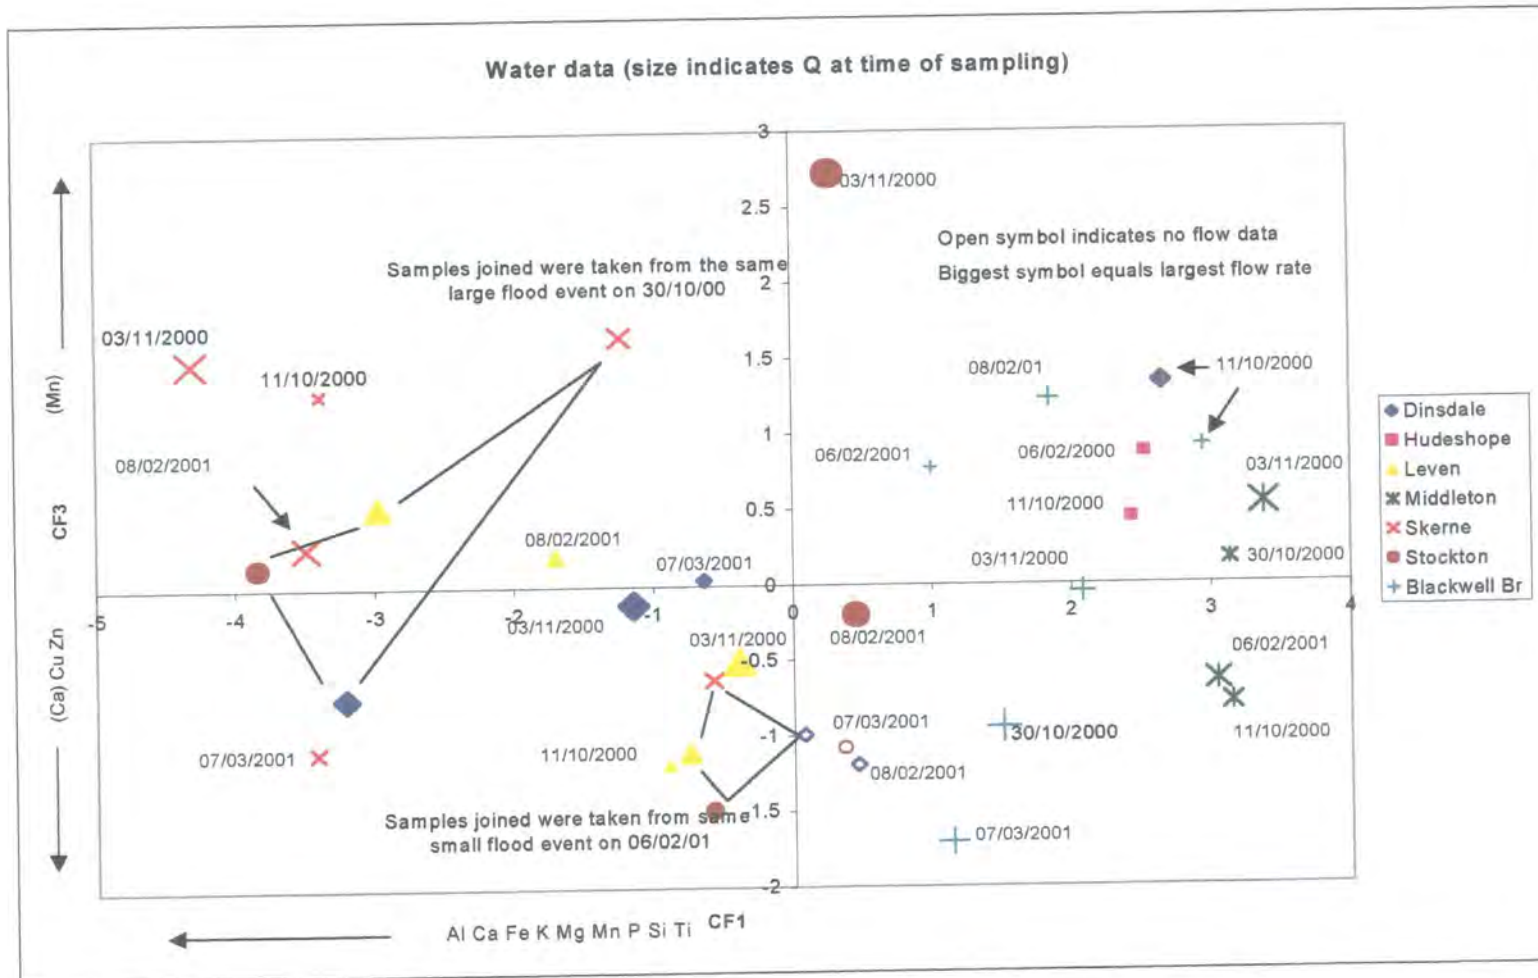 Water data (size indicates Q at time of sampling)
3
03/11/2000
2.5
Open symbol indicates no flow data
Samples joined were taken from the same
large flood event on 30/10/00
2
Biggest symbol equals largest flow rate
03/11/2000
11/10/2000
1.5
08/02/01
11/10/2000
(Mn)
CF3
(Ca) Cu Zn
08/02/2001
1
06/02/2001
06/02/2000
03/11/2000
0.5
11/10/2000
08/02/2001
07/03/2001
03/11/2000
30/10/2000
0
-5
-4
-3
-2
-1
0
1
2
3
4
03/11/2000
03/11/2000
08/02/2001
-0.5
06/02/2001
07/03/2001
11/10/2000
-1
07/03/2001
30/10/2000
11/10/2000
08/02/2001
Samples joined were taken from same
small flood event on 06/02/01
-1.5
07/03/2001
-2
Al Ca Fe K Mg Mn P Si Ti CF1
Dinsdale
Hudeshope
Leven
Middleton
Skerne
Stockton
Blackwell Br